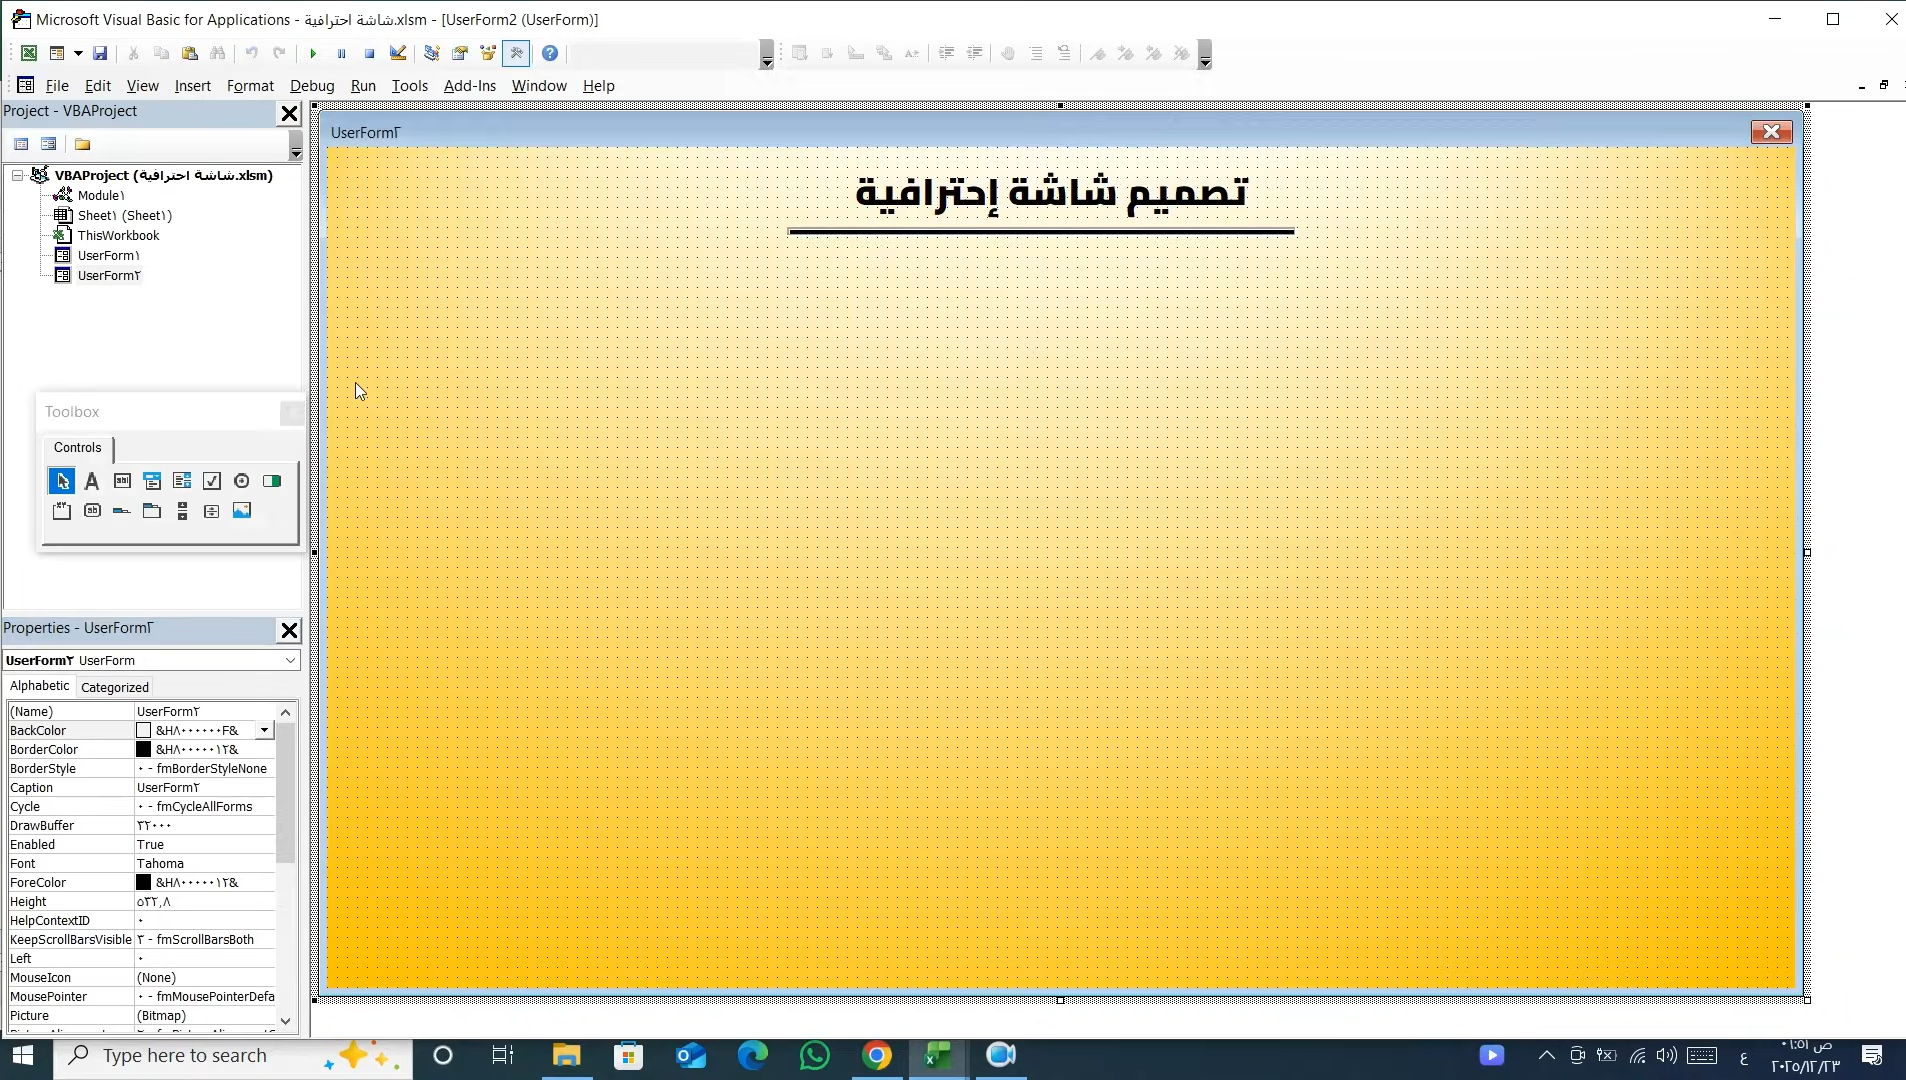 Microsoft Visual Basic for Applications - شاشة احترافية.xlsm - [UserForm2 (UserForm)]
File Edit View Insert Format Debug Run Tools Add-Ins Window Help
Project - VBAProject
VBAProject (شاشة احترافية.xlsm)
Module١
Sheet١ (Sheet١)
ThisWorkbook
UserForm١
UserForm٢
Toolbox
Controls
UserForm٢
تصميم شاشة إحترافية
Properties - UserForm٢
UserForm٢ UserForm
Alphabetic Categorized
(Name) UserForm٢
BackColor &H٨٠٠٠٠٠٠F&
BorderColor &H٨٠٠٠٠٠١٢&
BorderStyle ٠ - fmBorderStyleNone
Caption UserForm٢
Cycle ٠ - fmCycleAllForms
DrawBuffer ٣٢٠٠٠
Enabled True
Font Tahoma
ForeColor &H٨٠٠٠٠٠١٢&
Height ٥٣٢,٨
HelpContextID ٠
KeepScrollBarsVisible ٣ - fmScrollBarsBoth
Left ٠
MouseIcon (None)
MousePointer ٠ - fmMousePointerDefa
Picture (Bitmap)
Type here to search
ع
ص ٠١:٥١
٢٠٢٥/١٢/٢٣